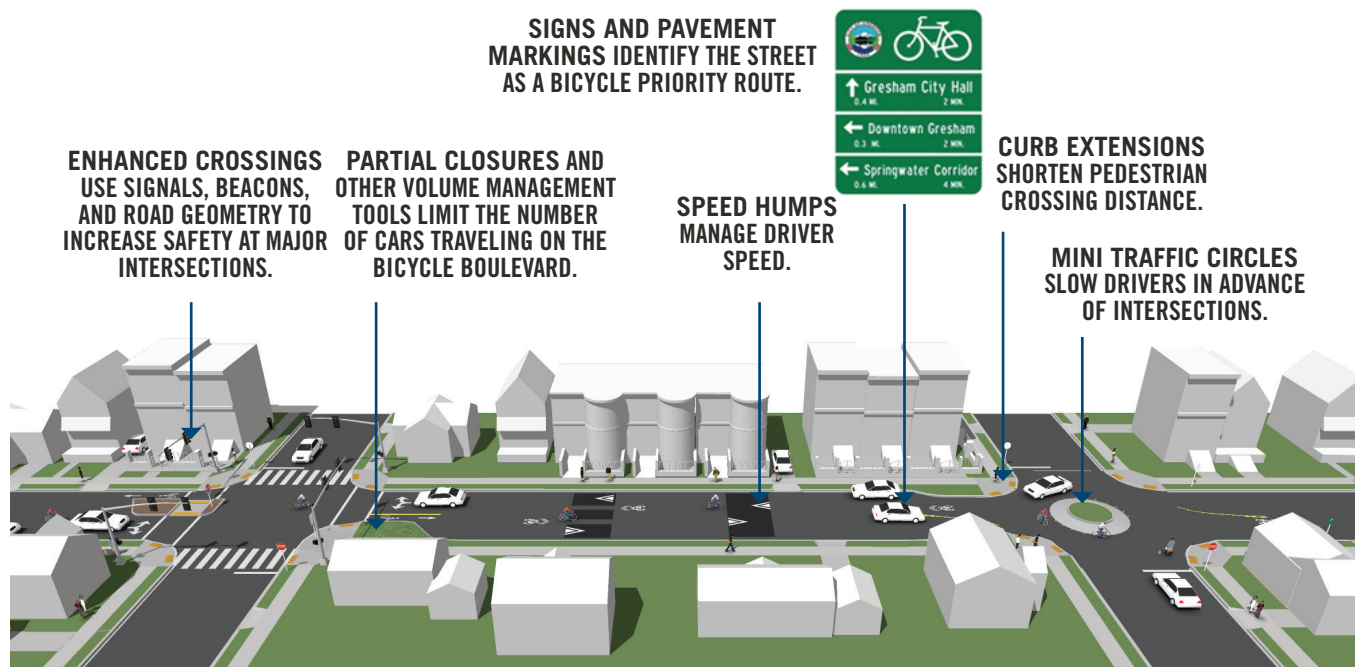 SIGNS AND PAVEMENT
MARKINGS IDENTIFY THE STREET
AS A BICYCLE PRIORITY ROUTE.
Gresham City Hall
0.4 MI. 2 MIN.
Downtown Gresham
0.3 MI. 2 MIN.
Springwater Corridor
0.6 MI. 4 MIN.
ENHANCED CROSSINGS
USE SIGNALS, BEACONS,
AND ROAD GEOMETRY TO
INCREASE SAFETY AT MAJOR
INTERSECTIONS.
PARTIAL CLOSURES AND
OTHER VOLUME MANAGEMENT
TOOLS LIMIT THE NUMBER
OF CARS TRAVELING ON THE
BICYCLE BOULEVARD.
SPEED HUMPS
MANAGE DRIVER
SPEED.
CURB EXTENSIONS
SHORTEN PEDESTRIAN
CROSSING DISTANCE.
MINI TRAFFIC CIRCLES
SLOW DRIVERS IN ADVANCE
OF INTERSECTIONS.